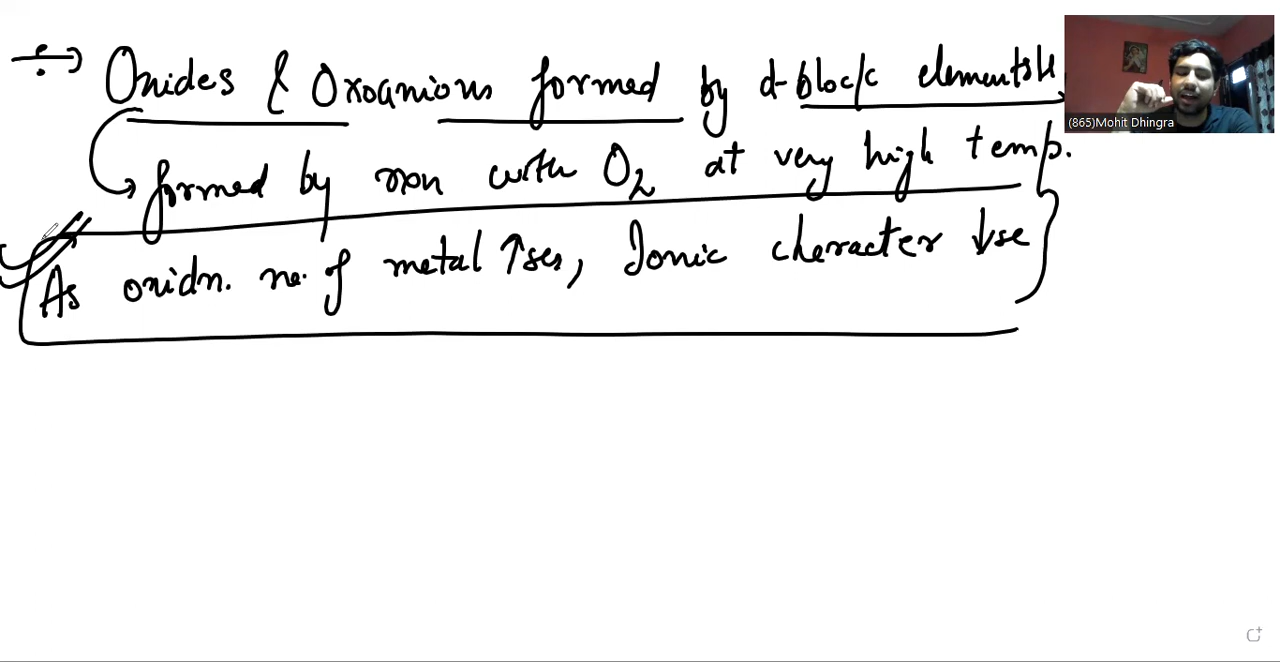 Oxides & Oxoanions formed by d-block elements:
(865)Mohit Dhingra
formed by rxn with O2 at very high temp.
As oxidn. no. of metal ↑ses, Ionic character ↓se